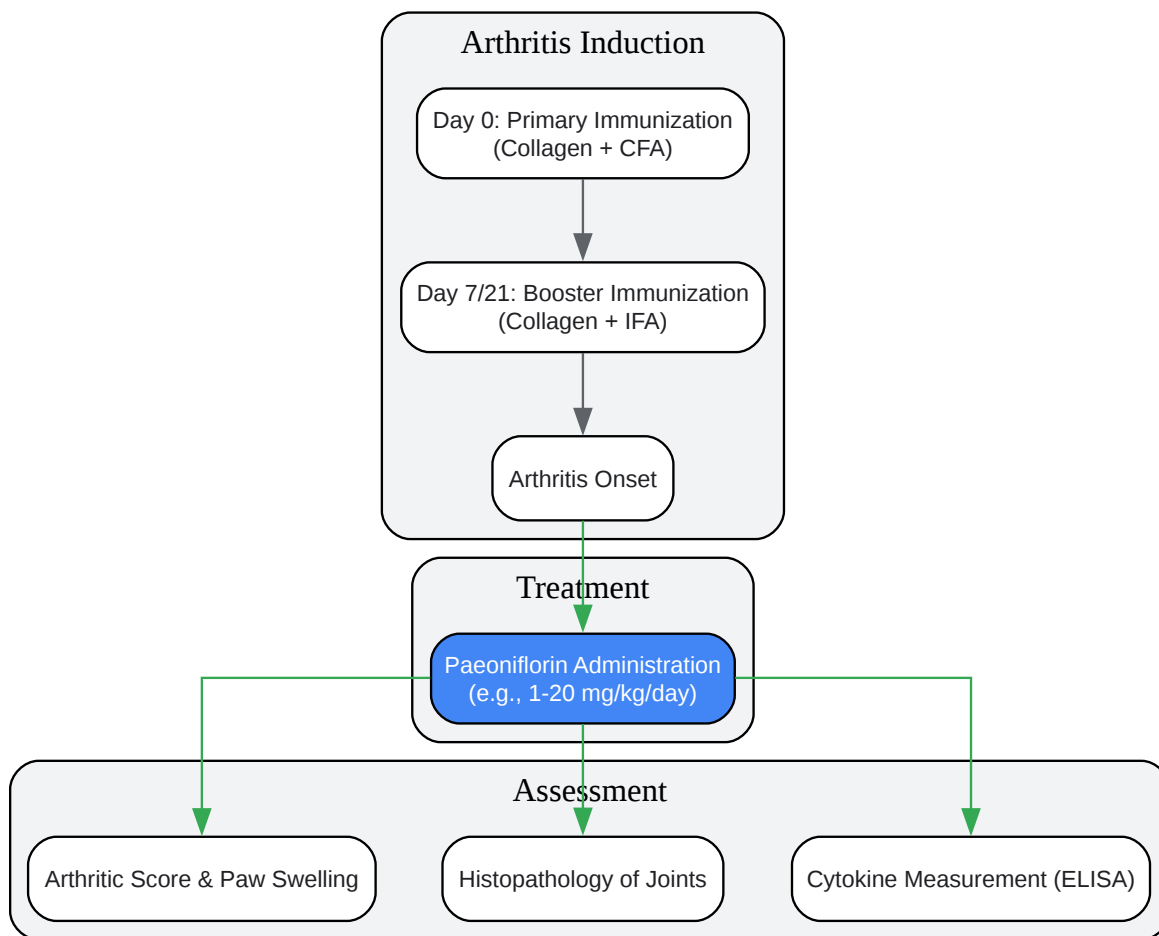 Arthritis Induction
Day 0: Primary Immunization
(Collagen + CFA)
Day 7/21: Booster Immunization
(Collagen + IFA)
Arthritis Onset
Treatment
Paeoniflorin Administration
(e.g., 1-20 mg/kg/day)
Assessment
Arthritic Score & Paw Swelling
Histopathology of Joints
Cytokine Measurement (ELISA)